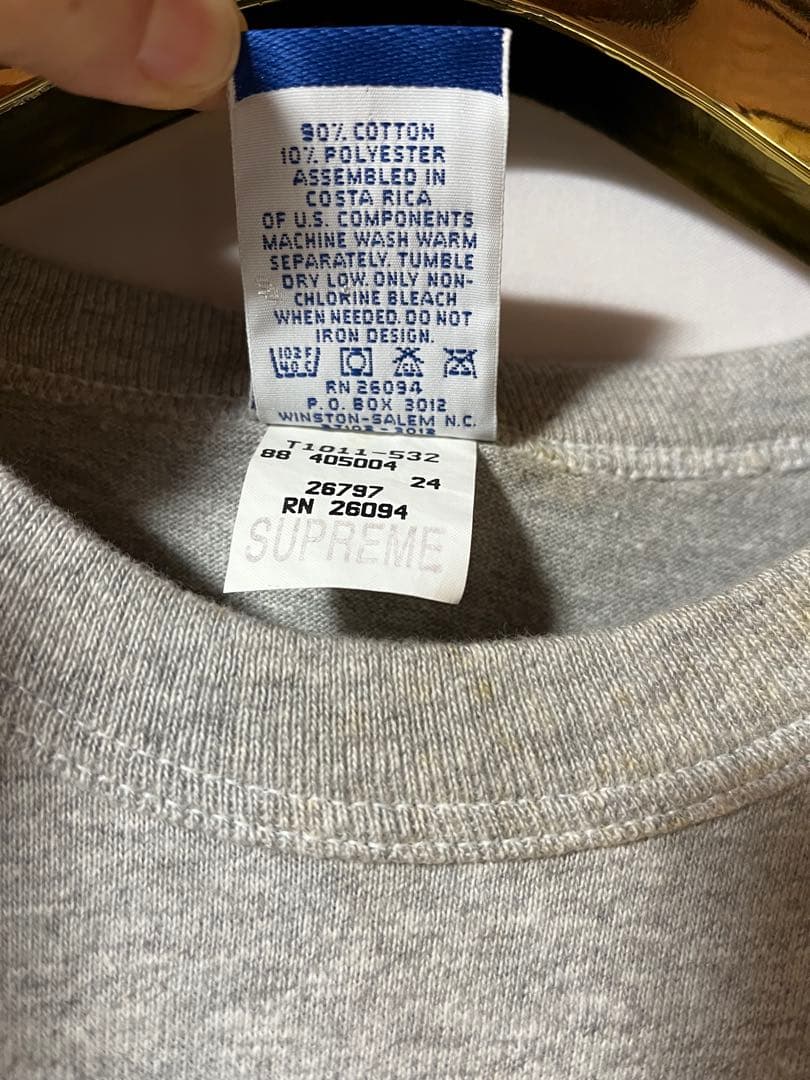 90% COTTON
10% POLYESTER
ASSEMBLED IN
COSTA RICA
OF U.S. COMPONENTS
MACHINE WASH WARM
SEPARATELY. TUMBLE
DRY LOW. ONLY NON-
CHLORINE BLEACH
WHEN NEEDED. DO NOT
IRON DESIGN.
102F
40C
RN 26094
P.O. BOX 3012
WINSTON-SALEM N.C.
T1011-532
88 405004
24
26797
RN 26094
SUPREME